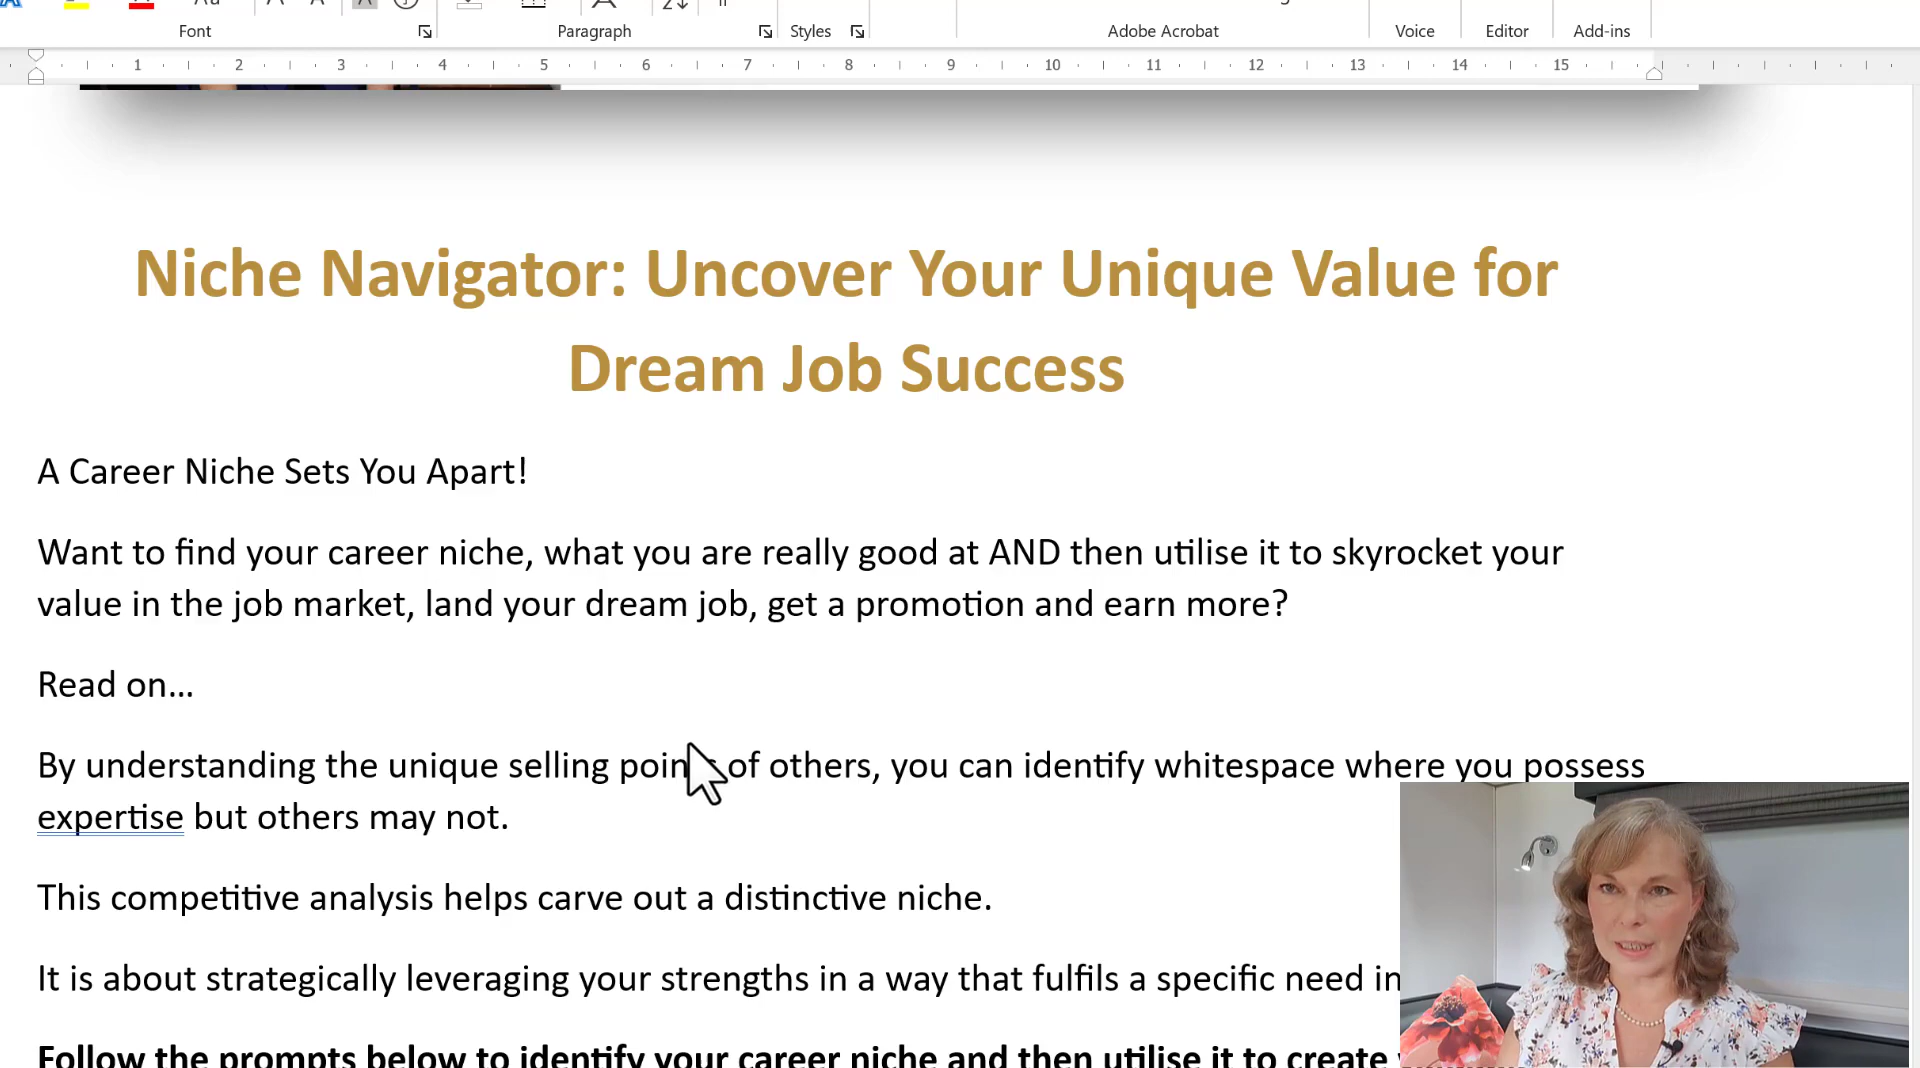 Font Paragraph Styles Adobe Acrobat Voice Editor Add-ins
1 2 3 4 5 6 7 8 9 10 11 12 13 14 15
Niche Navigator: Uncover Your Unique Value for
Dream Job Success
A Career Niche Sets You Apart!
Want to find your career niche, what you are really good at AND then utilise it to skyrocket your
value in the job market, land your dream job, get a promotion and earn more?
Read on...
By understanding the unique selling points of others, you can identify whitespace where you possess
expertise but others may not.
This competitive analysis helps carve out a distinctive niche.
It is about strategically leveraging your strengths in a way that fulfils a specific need in
Follow the prompts below to identify your career niche and then utilise it to create